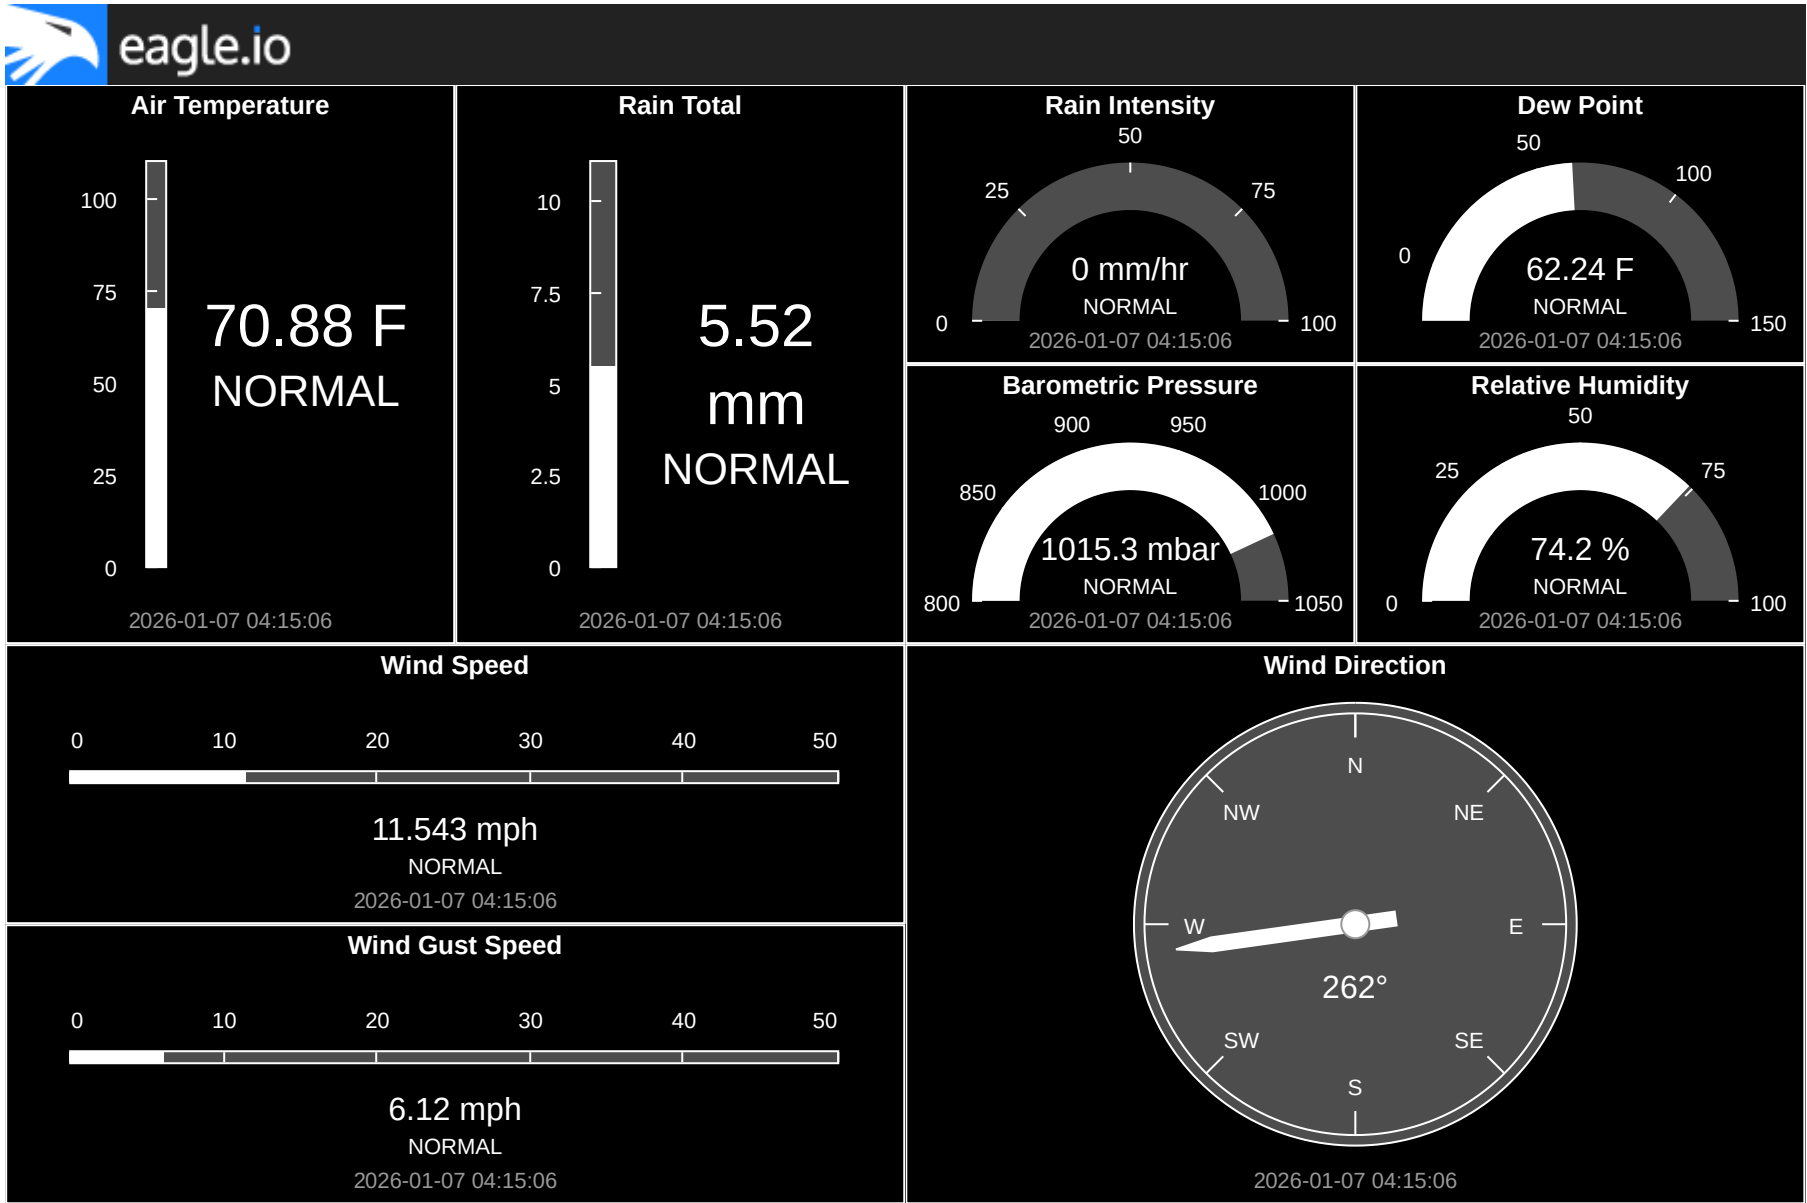 eagle.io
Air Temperature
100
75
50
25
0
70.88 F
NORMAL
2026-01-07 04:15:06
Rain Total
10
7.5
5
2.5
0
5.52
mm
NORMAL
2026-01-07 04:15:06
Rain Intensity
0
25
50
75
100
0 mm/hr
NORMAL
2026-01-07 04:15:06
Dew Point
0
50
100
150
62.24 F
NORMAL
2026-01-07 04:15:06
Barometric Pressure
800
850
900
950
1000
1050
1015.3 mbar
NORMAL
2026-01-07 04:15:06
Relative Humidity
0
25
50
75
100
74.2 %
NORMAL
2026-01-07 04:15:06
Wind Speed
0 10 20 30 40 50
11.543 mph
NORMAL
2026-01-07 04:15:06
Wind Gust Speed
0 10 20 30 40 50
6.12 mph
NORMAL
2026-01-07 04:15:06
Wind Direction
N
NW NE
W E
262°
SW SE
S
2026-01-07 04:15:06